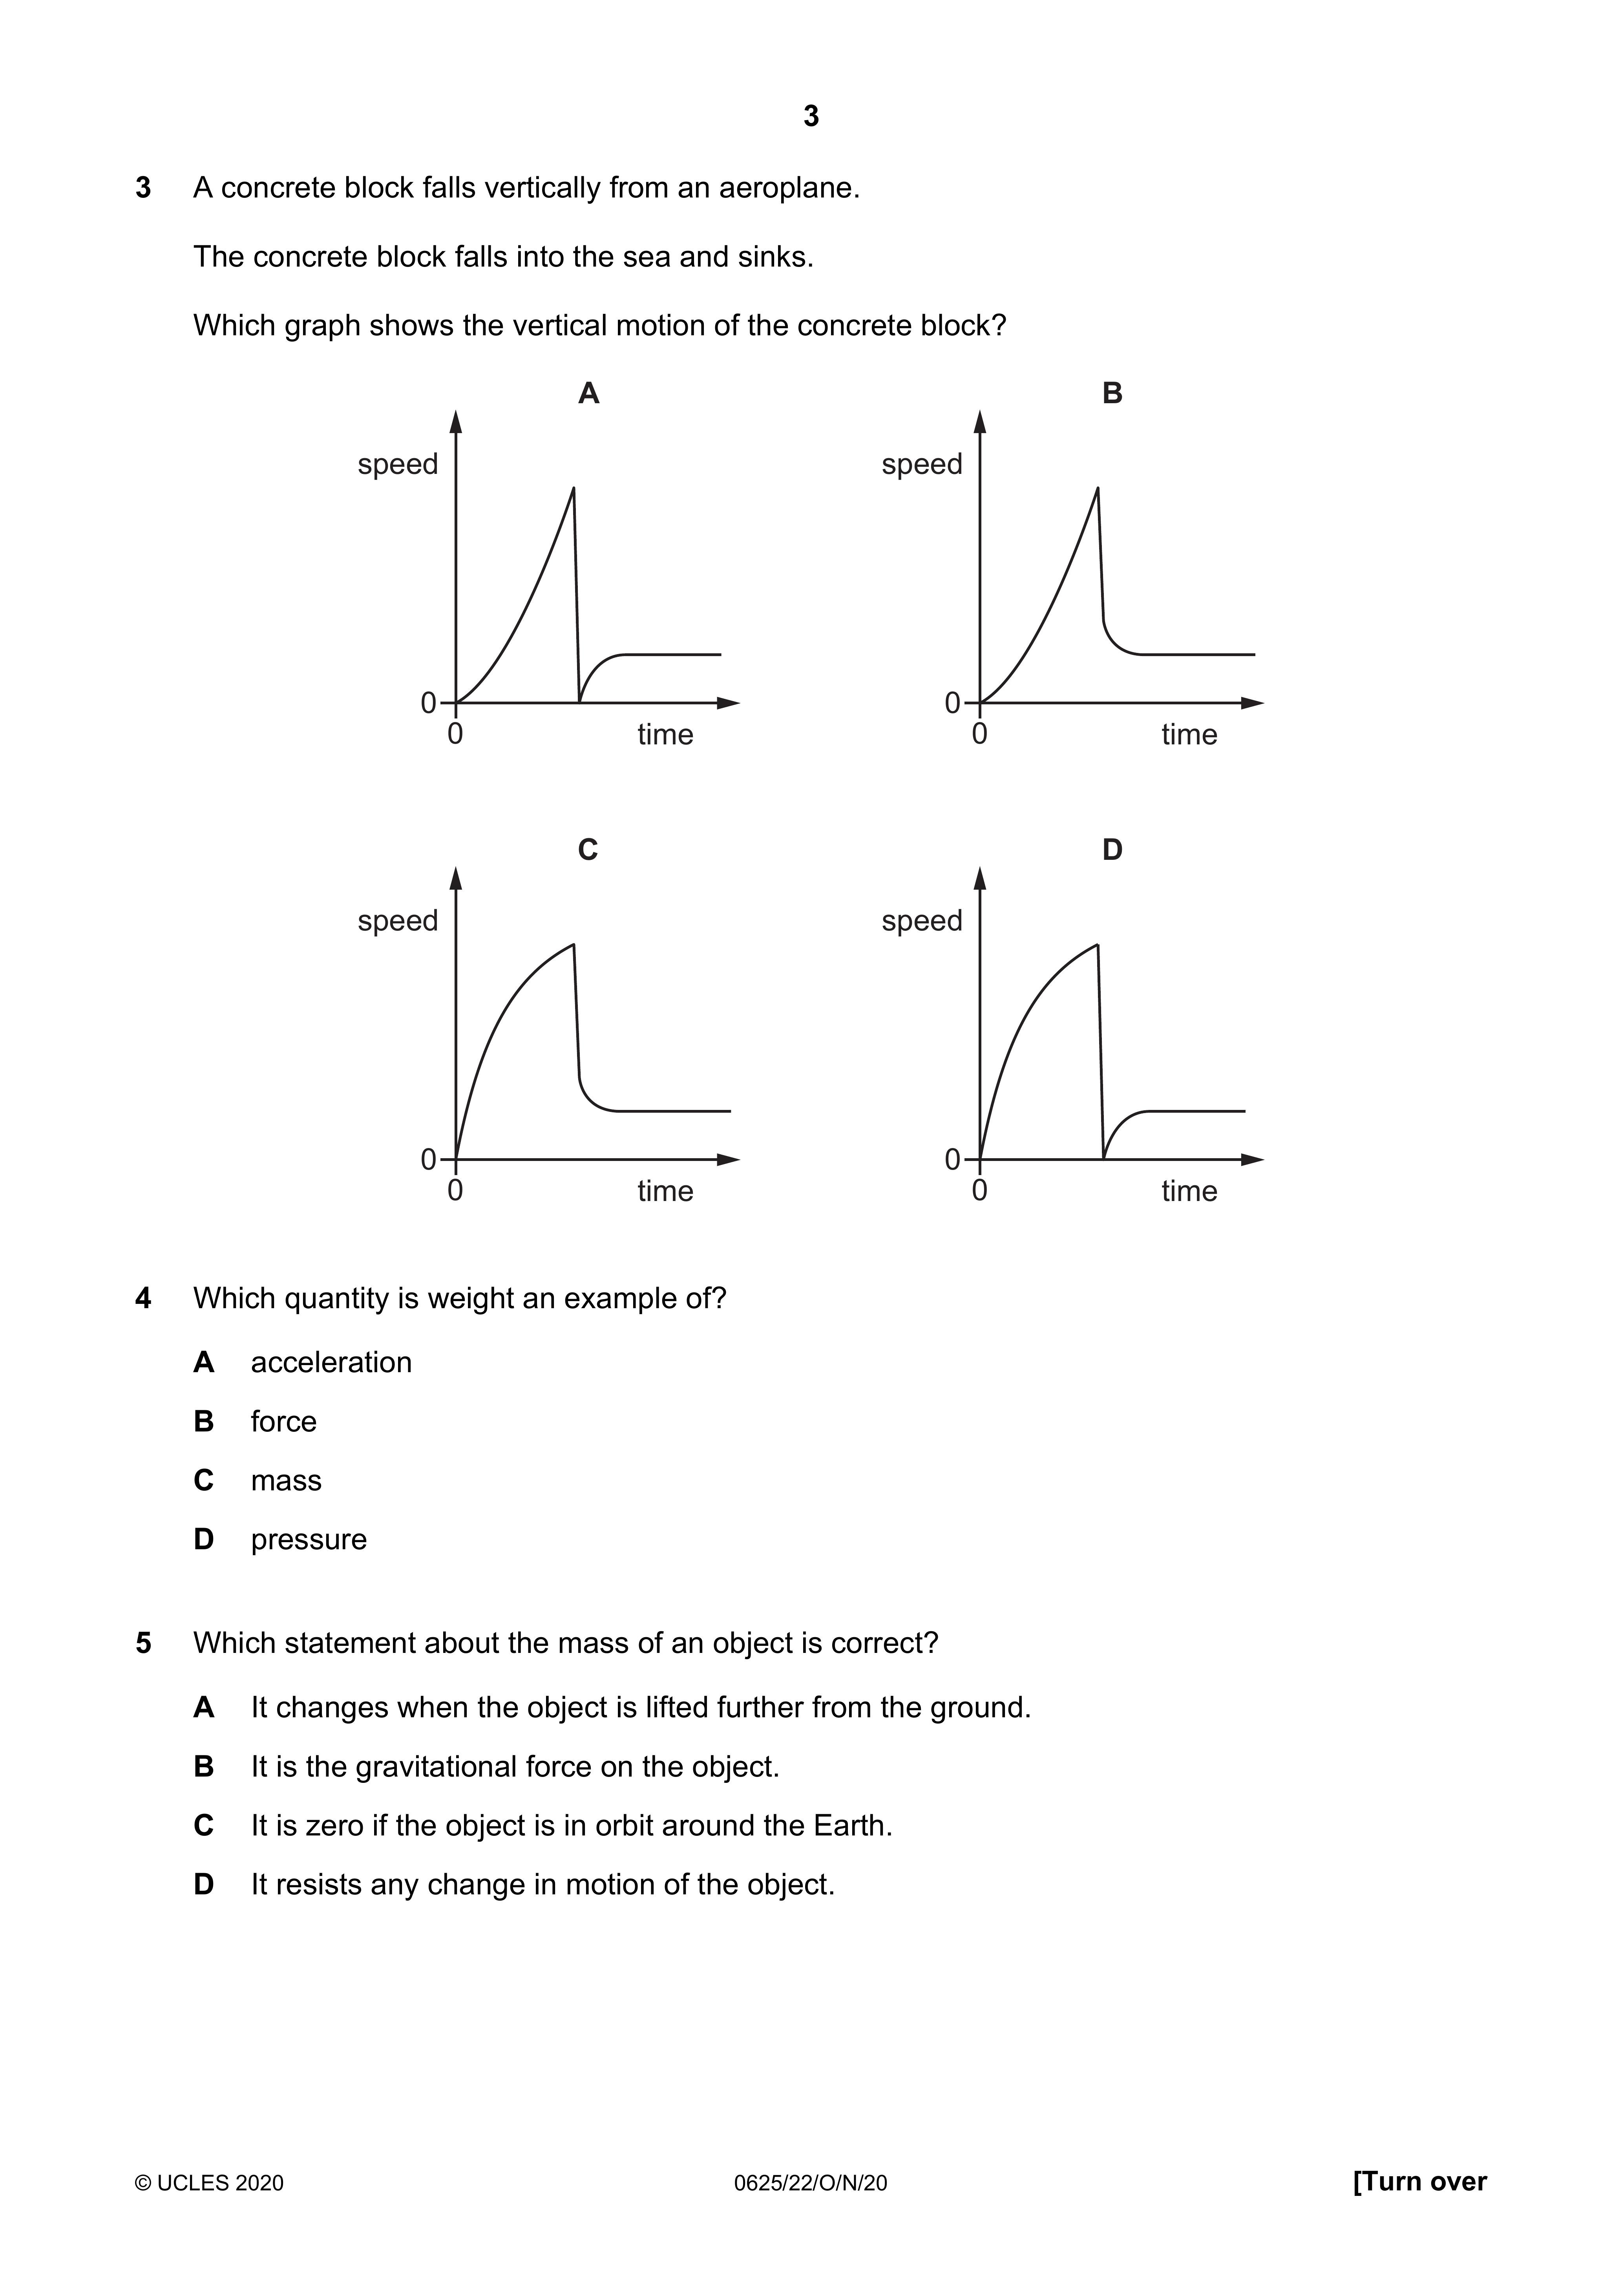 3
3 A concrete block falls vertically from an aeroplane.
The concrete block falls into the sea and sinks.
Which graph shows the vertical motion of the concrete block?
A
speed
0
0
time
B
speed
0
0
time
C
speed
0
0
time
D
speed
0
0
time
4 Which quantity is weight an example of?
A acceleration
B force
C mass
D pressure
5 Which statement about the mass of an object is correct?
A It changes when the object is lifted further from the ground.
B It is the gravitational force on the object.
C It is zero if the object is in orbit around the Earth.
D It resists any change in motion of the object.
© UCLES 2020 0625/22/O/N/20 [Turn over